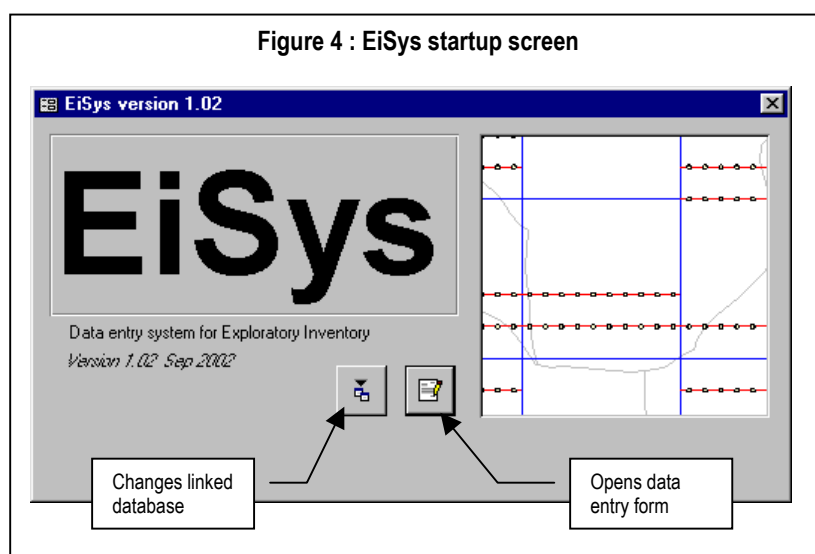 Figure 4 : EiSys startup screen
EiSys version 1.02
EiSys
Data entry system for Exploratory Inventory
Version 1.02 Sep 2002
Changes linked
database
Opens data
entry form